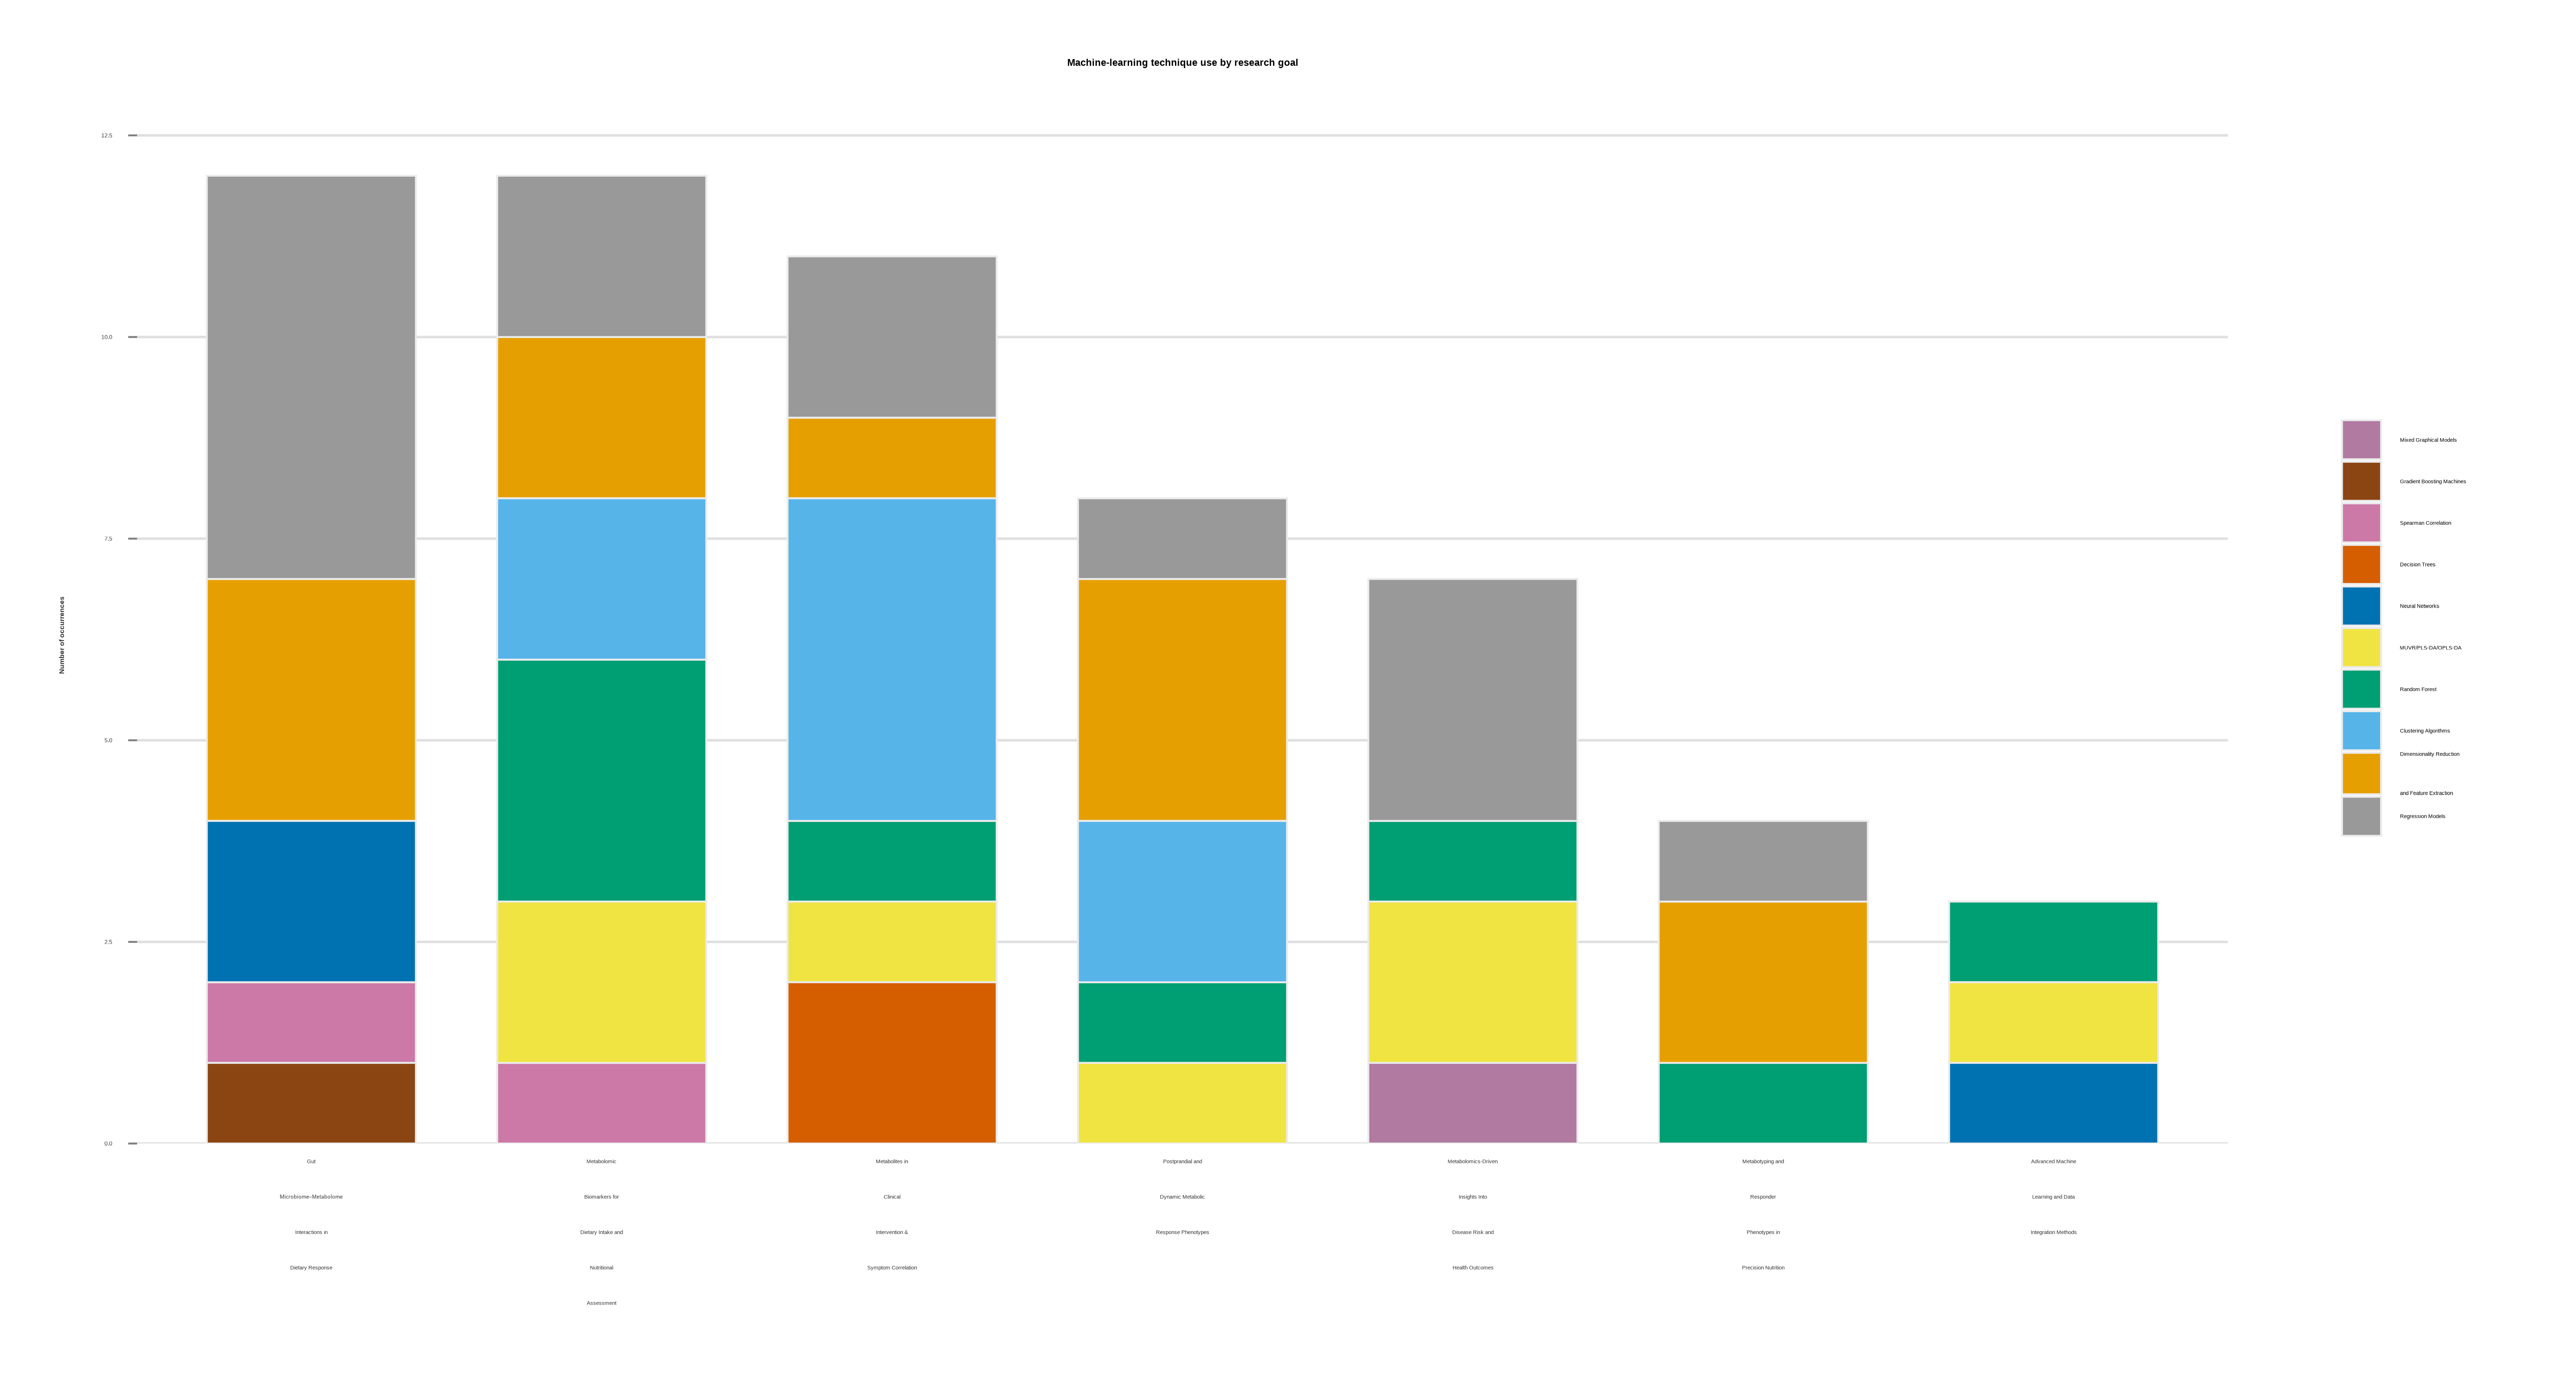 Machine-learning technique use by research goal
Number of occurrences
12.5
10.0
7.5
5.0
2.5
0.0
Gut
Microbiome–Metabolome
Interactions in
Dietary Response
Metabolomic
Biomarkers for
Dietary Intake and
Nutritional
Assessment
Metabolites in
Clinical
Intervention &
Symptom Correlation
Postprandial and
Dynamic Metabolic
Response Phenotypes
Metabolomics-Driven
Insights Into
Disease Risk and
Health Outcomes
Metabotyping and
Responder
Phenotypes in
Precision Nutrition
Advanced Machine
Learning and Data
Integration Methods
Mixed Graphical Models
Gradient Boosting Machines
Spearman Correlation
Decision Trees
Neural Networks
MUVR/PLS-DA/OPLS-DA
Random Forest
Clustering Algorithms
Dimensionality Reduction
and Feature Extraction
Regression Models